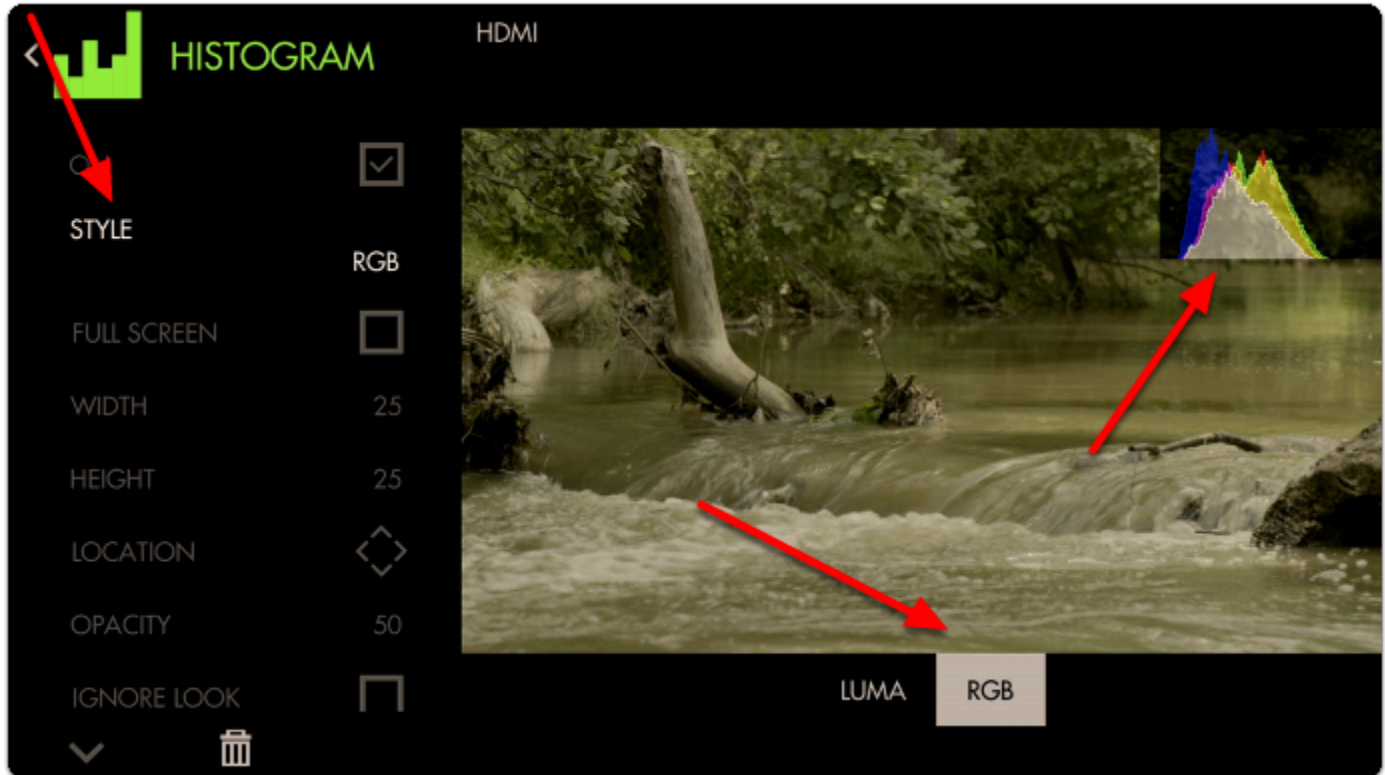 HISTOGRAM
HDMI
STYLE
RGB
FULL SCREEN
WIDTH 25
HEIGHT 25
LOCATION
OPACITY 50
IGNORE LOOK
LUMA RGB